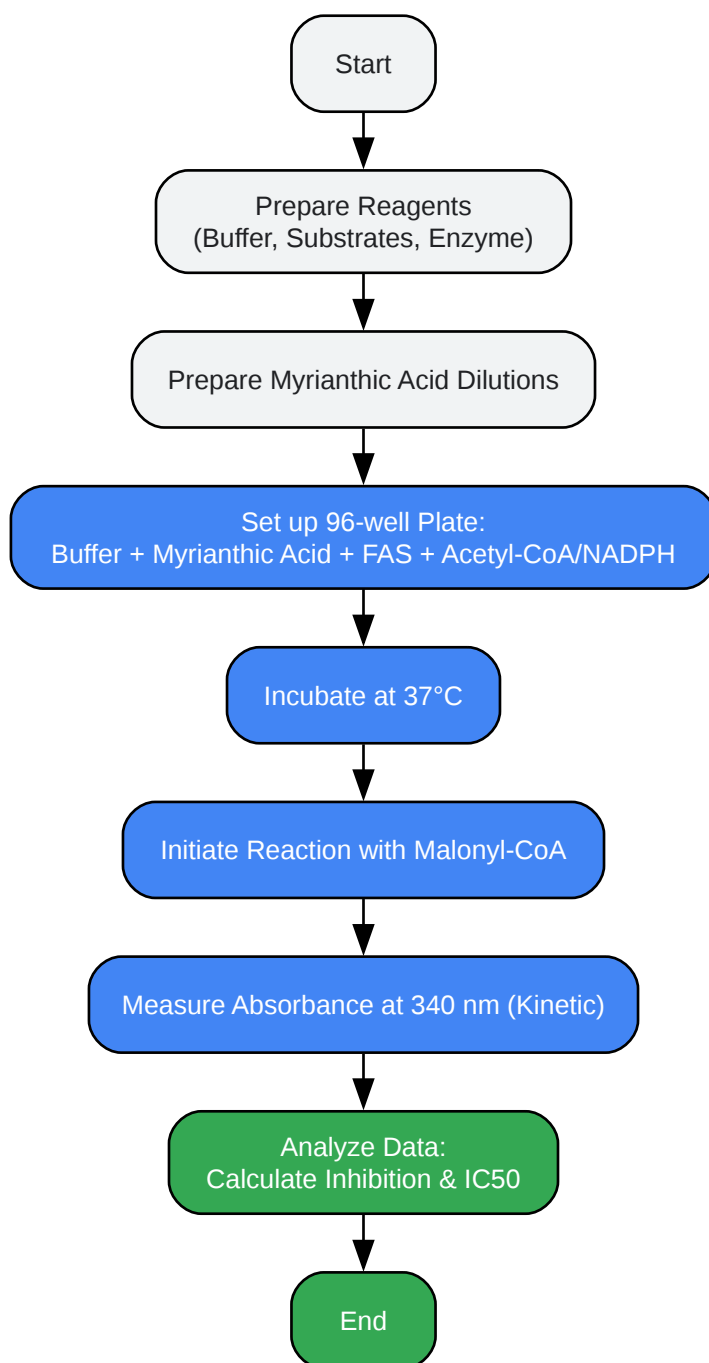 Start
Prepare Reagents
(Buffer, Substrates, Enzyme)
Prepare Myrianthic Acid Dilutions
Set up 96-well Plate:
Buffer + Myrianthic Acid + FAS + Acetyl-CoA/NADPH
Incubate at 37°C
Initiate Reaction with Malonyl-CoA
Measure Absorbance at 340 nm (Kinetic)
Analyze Data:
Calculate Inhibition & IC50
End